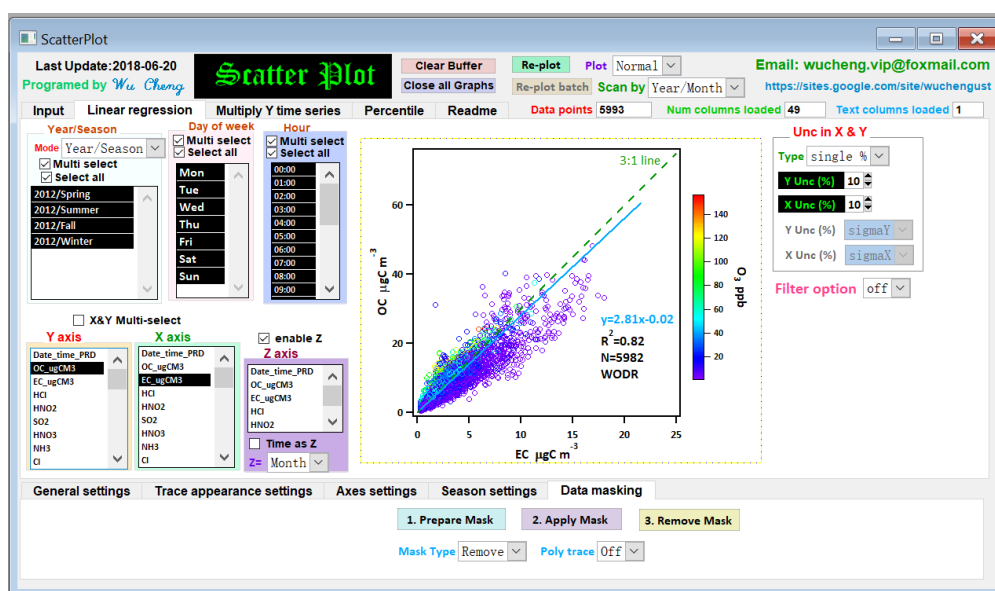 ScatterPlot
Last Update:2018-06-20
Programed by Wu Cheng
Scatter Plot
Clear Buffer
Close all Graphs
Re-plot
Plot Normal
Re-plot batch Scan by Year/Month
Email: wucheng.vip@foxmail.com
https://sites.google.com/site/wuchengust
Input Linear regression Multiply Y time series Percentile Readme
Data points 5993 Num columns loaded 49 Text columns loaded 1
Year/Season
Mode Year/Season
Multi select
Select all
2012/Spring
2012/Summer
2012/Fall
2012/Winter
Day of week
Multi select
Select all
Mon
Tue
Wed
Thu
Fri
Sat
Sun
Hour
Multi select
Select all
00:00
01:00
02:00
03:00
04:00
05:00
06:00
07:00
08:00
09:00
X&Y Multi-select
Y axis
Date_time_PRD
OC_ugCM3
EC_ugCM3
HCl
HNO2
SO2
HNO3
NH3
Cl
X axis
Date_time_PRD
OC_ugCM3
EC_ugCM3
HCl
HNO2
SO2
HNO3
NH3
Cl
enable Z
Z axis
Date_time_PRD
OC_ugCM3
EC_ugCM3
HCl
HNO2
Time as Z
Z= Month
OC µgC m-3
60
40
20
0
0 5 10 15 20 25
EC µgC m-3
3:1 line
y=2.81x-0.02
R2=0.82
N=5982
WODR
140
120
100
80
60
40
20
O3 ppb
Unc in X & Y
Type single %
Y Unc (%) 10
X Unc (%) 10
Y Unc (%) sigmaY
X Unc (%) sigmaX
Filter option off
General settings Trace appearance settings Axes settings Season settings Data masking
1. Prepare Mask 2. Apply Mask 3. Remove Mask
Mask Type Remove Poly trace Off